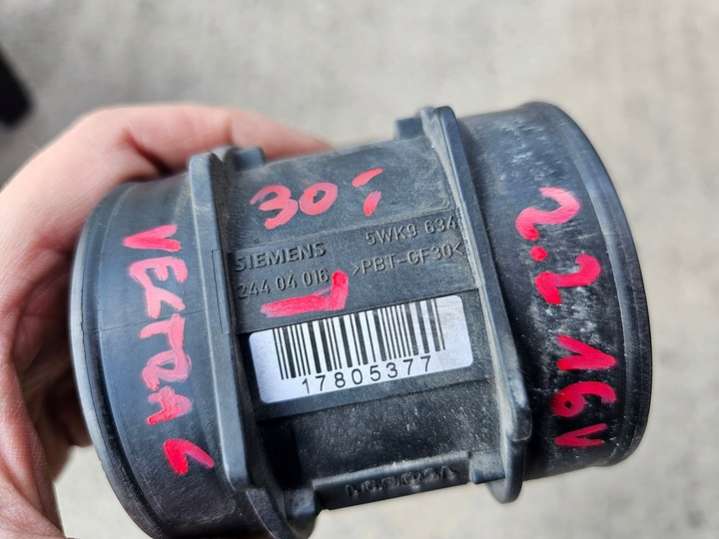 30,-
VECTRA C
SIEMENS 5WK9 634
244 04 016 >PBT-GF30<
17805377
2.2 16V